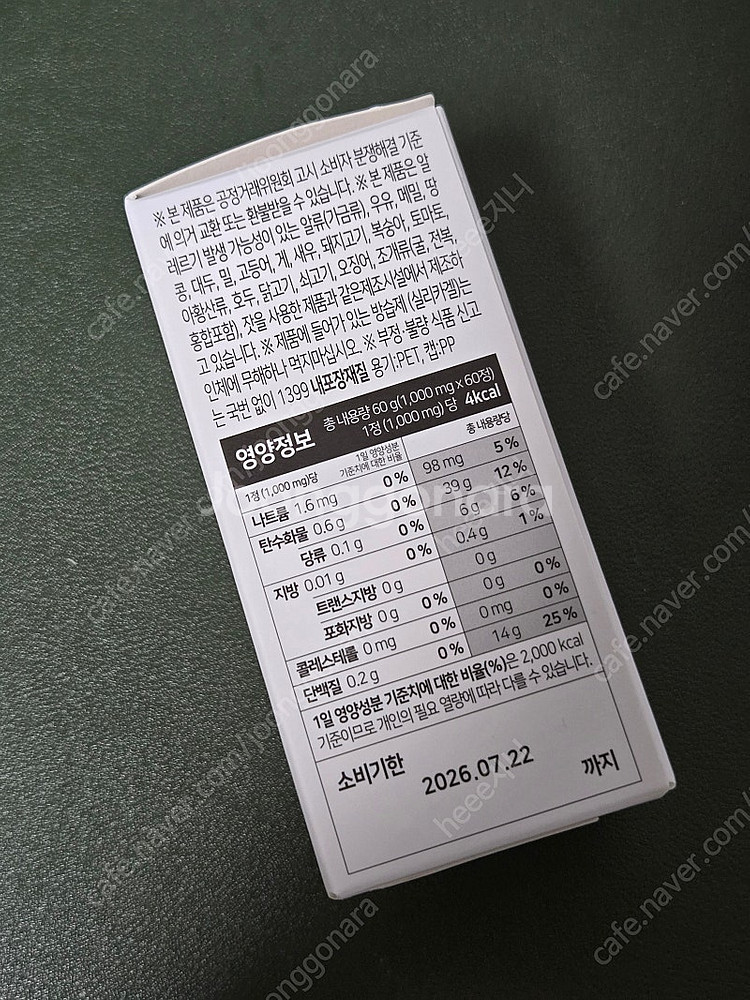 ※ 본 제품은 공정거래위원회 고시 소비자 분쟁해결 기준
에 의거 교환 또는 환불받을 수 있습니다. ※ 본 제품은 알
레르기 발생 가능성이 있는 알류(가금류), 우유, 메밀, 땅
콩, 대두, 밀, 고등어, 게, 새우, 돼지고기, 복숭아, 토마토,
아황산류, 호두, 닭고기, 쇠고기, 오징어, 조개류(굴, 전복,
홍합포함), 잣을 사용한 제품과 같은 제조시설에서 제조하
고 있습니다. ※ 제품에 들어가 있는 방습제 (실리카겔)는
인체에 무해하나 먹지마십시오. ※ 부정·불량 식품 신고
는 국번 없이 1399 내포장재질 용기:PET, 캡:PP
영양정보 총 내용량 60 g(1,000 mg x 60정)
1정 (1,000 mg)당 4kcal
1정 (1,000 mg)당 1일 영양성분 기준치에 대한 비율 총 내용량당
나트륨 1.6 mg 0% 98 mg 5%
탄수화물 0.6 g 0% 39 g 12%
당류 0.1 g 0% 6 g 6%
지방 0.01 g 0% 0.4 g 1%
트랜스지방 0 g 0 g
포화지방 0 g 0% 0 g 0%
콜레스테롤 0 mg 0% 0 mg 0%
단백질 0.2 g 0% 14 g 25%
1일 영양성분 기준치에 대한 비율(%)은 2,000 kcal
기준이므로 개인의 필요 열량에 따라 다를 수 있습니다.
소비기한 2026.07.22 까지
joonggonara
cafe.naver.com/joonggonara
heee지니